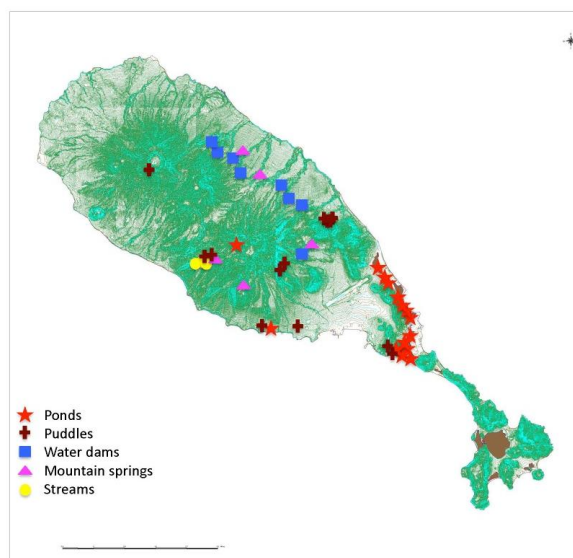 Ponds
Puddles
Water dams
Mountain springs
Streams